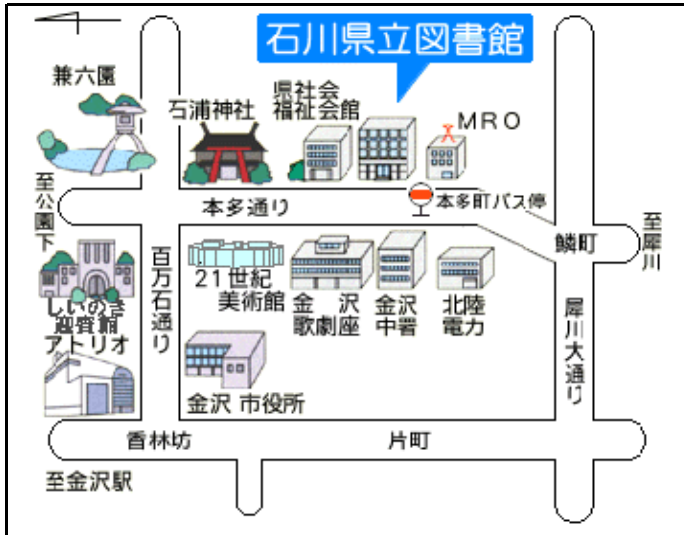 石川県立図書館
兼六園
石浦神社
県社会
福祉会館
MRO
至公園下
本多通り
本多町バス停
鱗町
至犀川
百万石通り
21世紀
美術館
金沢
歌劇座
金沢
中署
北陸
電力
犀川大通り
しいのき
迎賓館
アトリオ
金沢市役所
香林坊
片町
至金沢駅